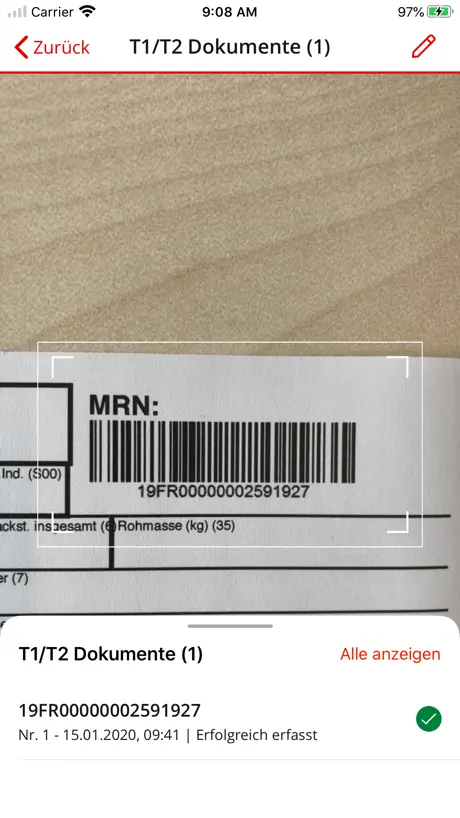 Carrier 9:08 AM 97%
Zurück T1/T2 Dokumente (1)
MRN:
19FR00000002591927
Ind. (S00)
ackst. insgesamt (6) Rohmasse (kg) (35)
er (7)
T1/T2 Dokumente (1) Alle anzeigen
19FR00000002591927
Nr. 1 - 15.01.2020, 09:41 | Erfolgreich erfasst